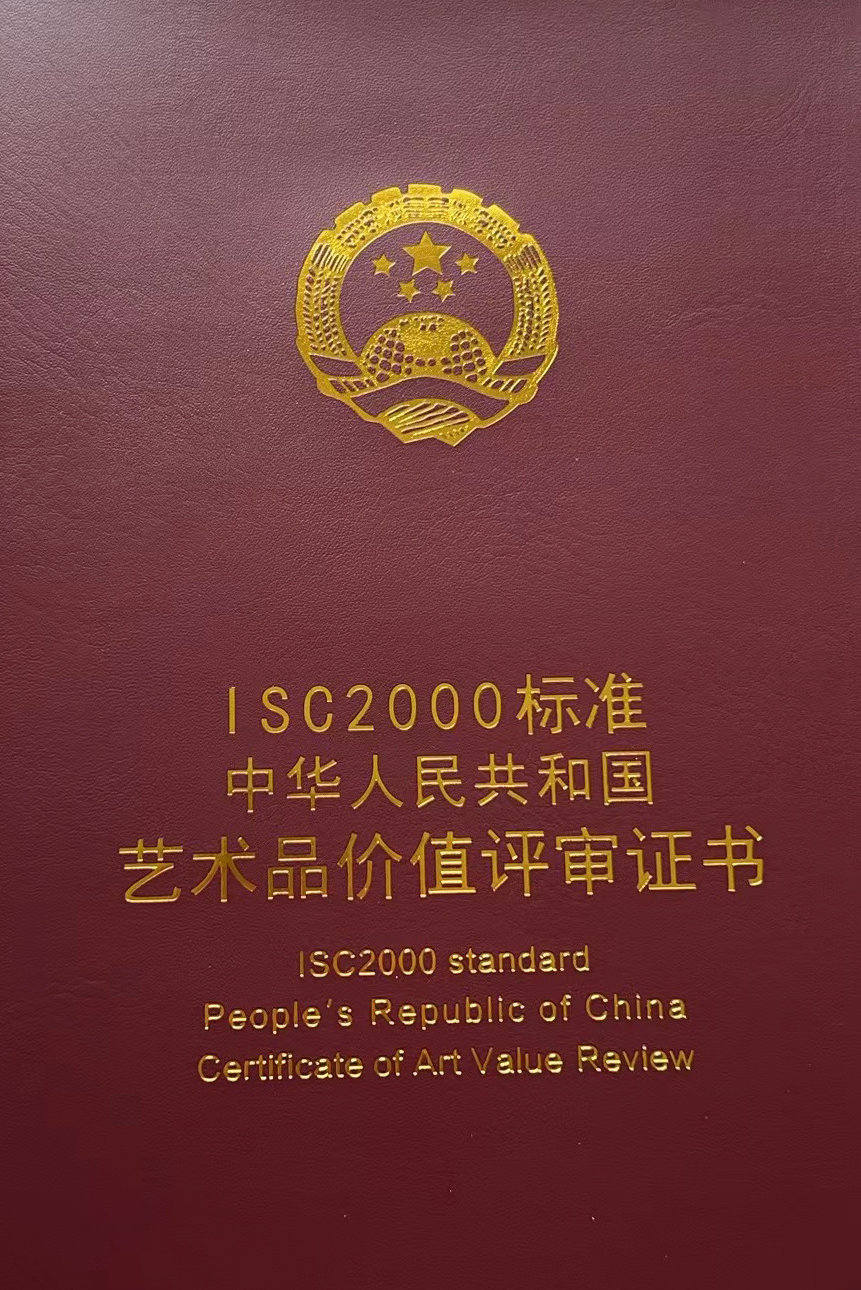 ISC2000标准
中华人民共和国
艺术品价值评审证书
ISC2000 standard
People's Republic of China
Certificate of Art Value Review